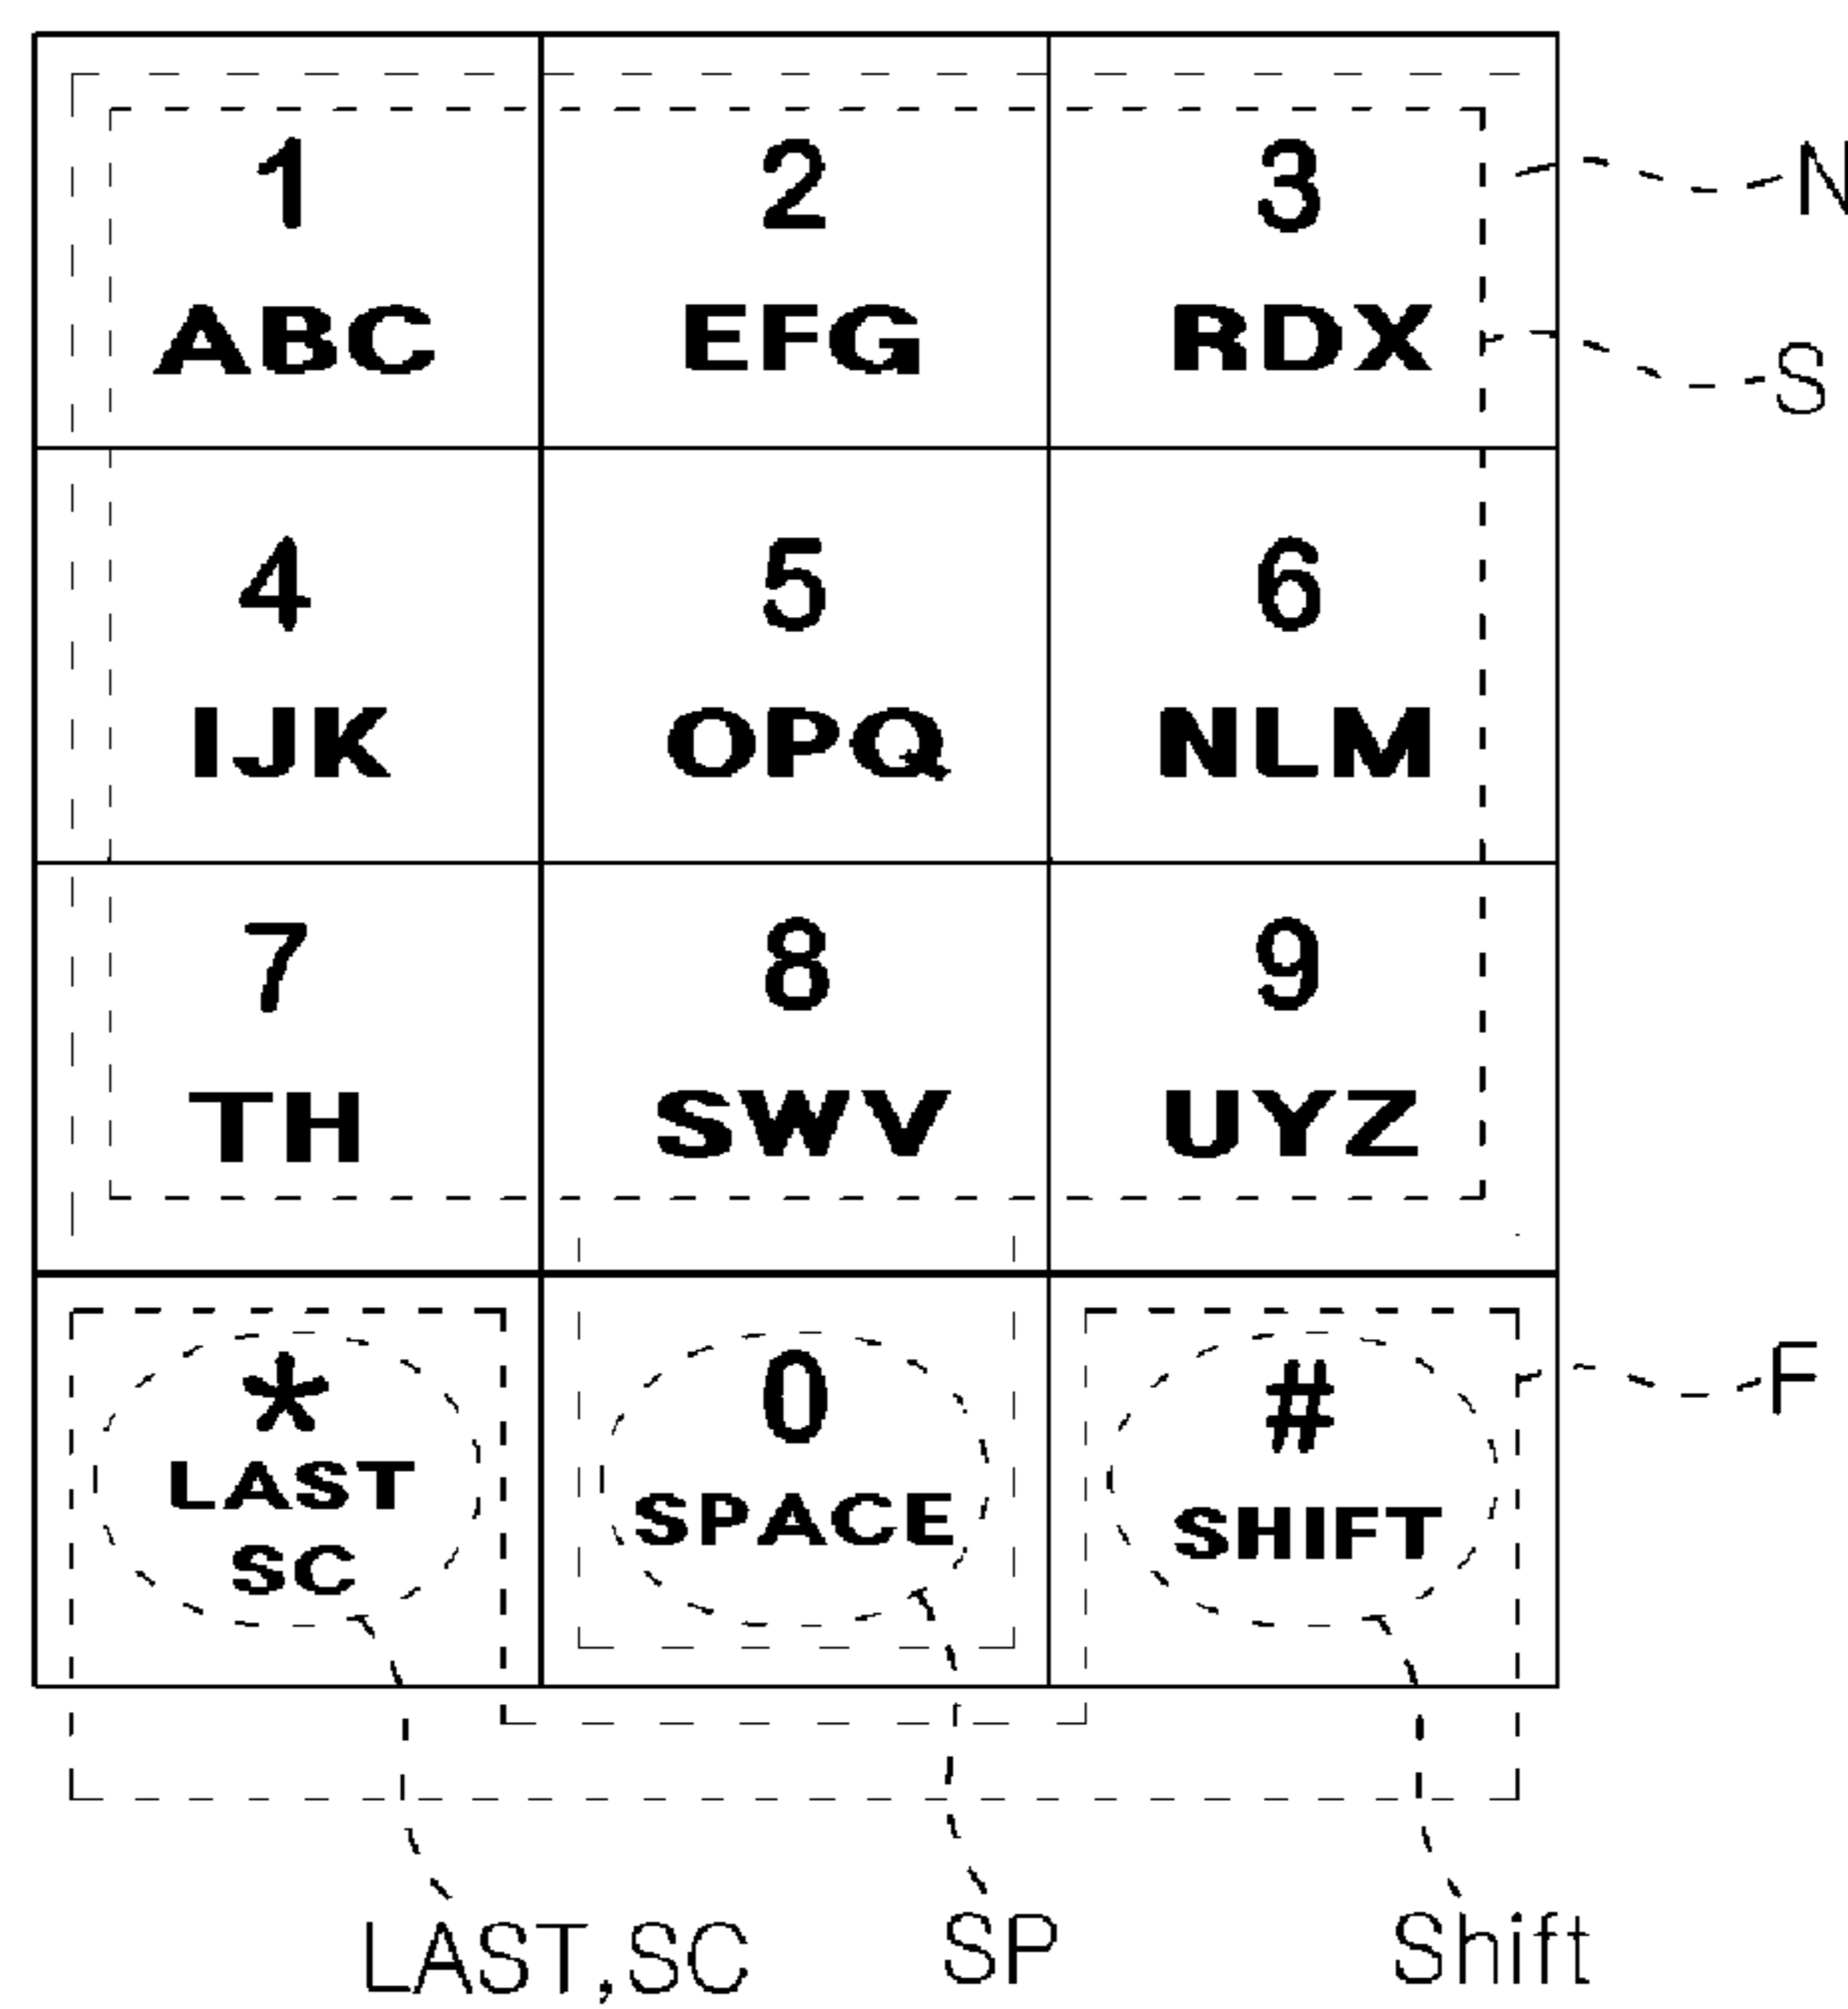 1 2 3 N
ABC EFG RDX S
4 5 6
IJK OPQ NLM
7 8 9
TH SWV UYZ
* 0 # F
LAST SPACE SHIFT
SC
LAST,SC SP Shift